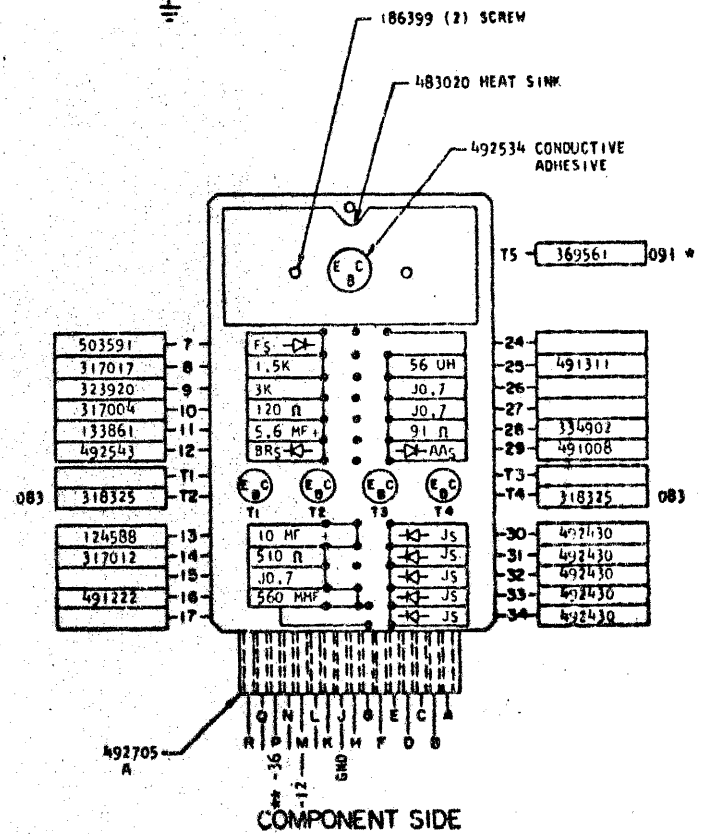 186399 (2) SCREW
483020 HEAT SINK
492534 CONDUCTIVE
ADHESIVE
E C
B
T5 369561 091 *
503591 7 FS 24
317017 8 1.5K 56 UH 25 491311
323920 9 3K J0.7 26
317004 10 120 Ω J0.7 27
133861 11 5.6 MF + 91 Ω 28 334902
492543 12 BRS AAS 29 491008
T1 T3
083 318325 T2 E C B E C B E C B E C B T4 318325 083
T1 T2 T3 T4
124588 13 10 MF + JS 30 492430
317012 14 510 Ω JS 31 492430
15 J0.7 JS 32 492430
491222 16 560 MMF JS 33 492430
17 JS 34 492430
Q N L J G E C A
R P M K H F D B
492705
A
** -36
-12
GND
COMPONENT SIDE